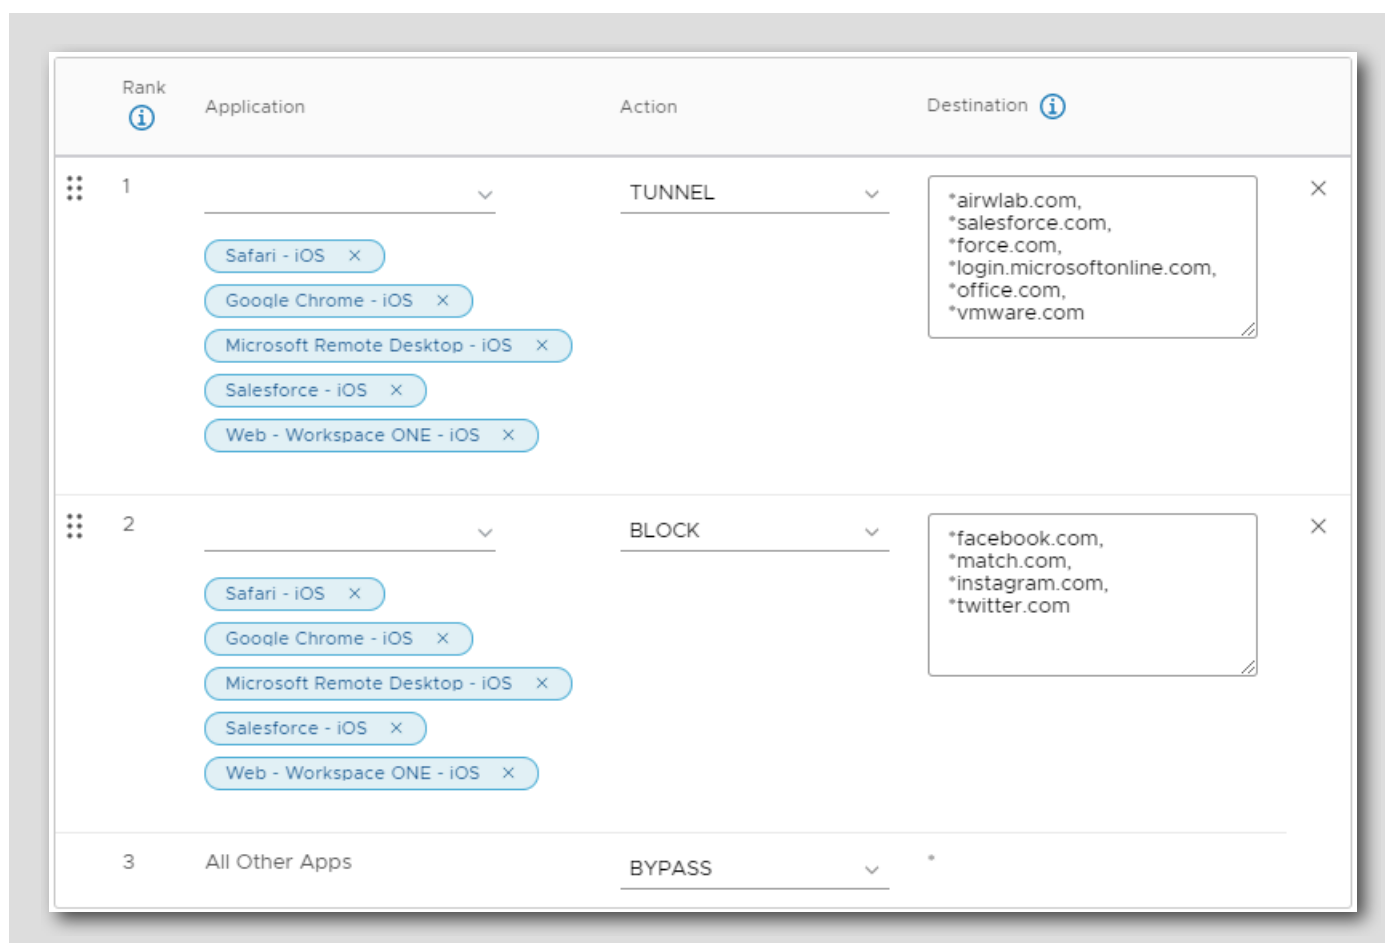 Rank
Application
Action
Destination
1
TUNNEL
*airwlab.com,
*salesforce.com,
*force.com,
*login.microsoftonline.com,
*office.com,
*vmware.com
Safari - iOS
Google Chrome - iOS
Microsoft Remote Desktop - iOS
Salesforce - iOS
Web - Workspace ONE - iOS
2
BLOCK
*facebook.com,
*match.com,
*instagram.com,
*twitter.com
Safari - iOS
Google Chrome - iOS
Microsoft Remote Desktop - iOS
Salesforce - iOS
Web - Workspace ONE - iOS
3
All Other Apps
BYPASS
*